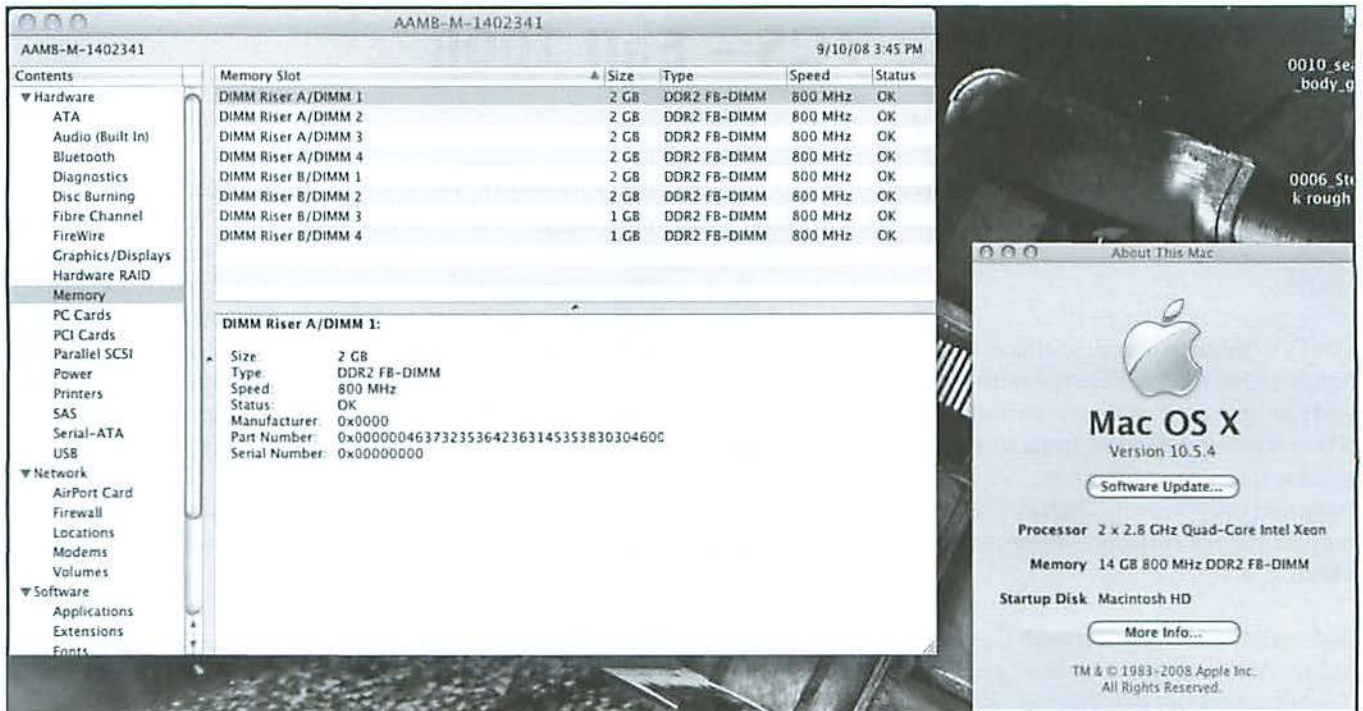 AAMB-M-1402341
AAMB-M-1402341 9/10/08 3:45 PM
Contents
▼ Hardware
ATA
Audio (Built In)
Bluetooth
Diagnostics
Disc Burning
Fibre Channel
FireWire
Graphics/Displays
Hardware RAID
Memory
PC Cards
PCI Cards
Parallel SCSI
Power
Printers
SAS
Serial-ATA
USB
▼ Network
AirPort Card
Firewall
Locations
Modems
Volumes
▼ Software
Applications
Extensions
Fonts
Memory Slot Size Type Speed Status
DIMM Riser A/DIMM 1 2 GB DDR2 FB-DIMM 800 MHz OK
DIMM Riser A/DIMM 2 2 GB DDR2 FB-DIMM 800 MHz OK
DIMM Riser A/DIMM 3 2 GB DDR2 FB-DIMM 800 MHz OK
DIMM Riser A/DIMM 4 2 GB DDR2 FB-DIMM 800 MHz OK
DIMM Riser B/DIMM 1 2 GB DDR2 FB-DIMM 800 MHz OK
DIMM Riser B/DIMM 2 2 GB DDR2 FB-DIMM 800 MHz OK
DIMM Riser B/DIMM 3 1 GB DDR2 FB-DIMM 800 MHz OK
DIMM Riser B/DIMM 4 1 GB DDR2 FB-DIMM 800 MHz OK
DIMM Riser A/DIMM 1:
Size: 2 GB
Type: DDR2 FB-DIMM
Speed: 800 MHz
Status: OK
Manufacturer: 0x0000
Part Number: 0x000000463732353642363145353830304600
Serial Number: 0x00000000
0010_sea
_body_g
0006_Ste
k rough
About This Mac
Mac OS X
Version 10.5.4
Software Update...
Processor 2 x 2.8 GHz Quad-Core Intel Xeon
Memory 14 GB 800 MHz DDR2 FB-DIMM
Startup Disk Macintosh HD
More Info...
TM & © 1983-2008 Apple Inc.
All Rights Reserved.